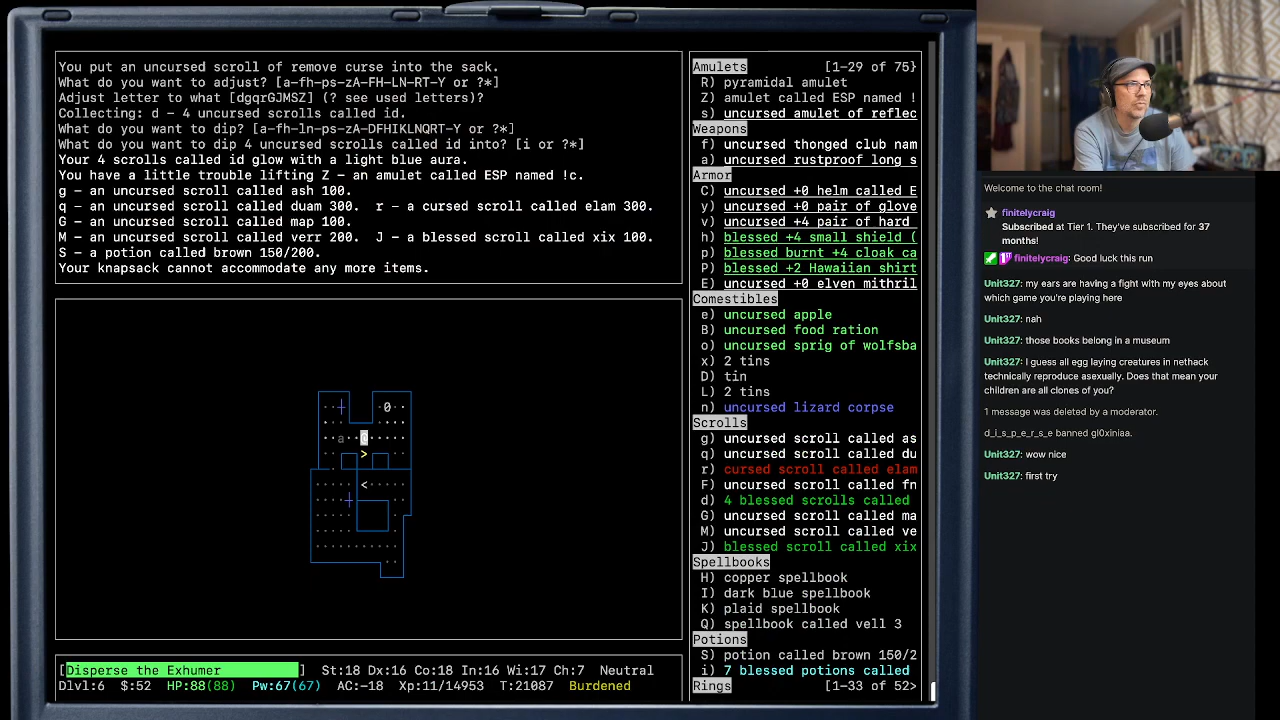 You put an uncursed scroll of remove curse into the sack.
What do you want to adjust? [a-fh-ps-zA-FH-LN-RT-Y or ?*]
Adjust letter to what [dgqrGJMSZ] (? see used letters)?
Collecting: d - 4 uncursed scrolls called id.
What do you want to dip? [a-fh-ln-ps-zA-DFHIKLNQRT-Y or ?*]
What do you want to dip 4 uncursed scrolls called id into? [i or ?*]
Your 4 scrolls called id glow with a light blue aura.
You have a little trouble lifting Z - an amulet called ESP named !c.
g - an uncursed scroll called ash 100.
q - an uncursed scroll called duam 300.  r - a cursed scroll called elam 300.
G - an uncursed scroll called map 100.
M - an uncursed scroll called verr 200.  J - a blessed scroll called xix 100.
S - a potion called brown 150/200.
Your knapsack cannot accommodate any more items.
[Disperse the Exhumer ] St:18 Dx:16 Co:18 In:16 Wi:17 Ch:7 Neutral
Dlvl:6 $:52 HP:88(88) Pw:67(67) AC:-18 Xp:11/14953 T:21087 Burdened
Amulets [1-29 of 75}
R) pyramidal amulet
Z) amulet called ESP named !
s) uncursed amulet of reflec
Weapons
f) uncursed thonged club nam
a) uncursed rustproof long s
Armor
C) uncursed +0 helm called E
y) uncursed +0 pair of glove
v) uncursed +4 pair of hard
h) blessed +4 small shield (
p) blessed burnt +4 cloak ca
P) blessed +2 Hawaiian shirt
E) uncursed +0 elven mithril
Comestibles
e) uncursed apple
B) uncursed food ration
o) uncursed sprig of wolfsba
x) 2 tins
D) tin
L) 2 tins
n) uncursed lizard corpse
Scrolls
g) uncursed scroll called as
q) uncursed scroll called du
r) cursed scroll called elam
F) uncursed scroll called fn
d) 4 blessed scrolls called
G) uncursed scroll called ma
M) uncursed scroll called ve
J) blessed scroll called xix
Spellbooks
H) copper spellbook
I) dark blue spellbook
K) plaid spellbook
Q) spellbook called vell 3
Potions
S) potion called brown 150/2
i) 7 blessed potions called
Rings [1-33 of 52>
Welcome to the chat room!
finitelycraig
Subscribed at Tier 1. They've subscribed for 37
months!
finitelycraig: Good luck this run
Unit327: my ears are having a fight with my eyes about
which game you're playing here
Unit327: nah
Unit327: those books belong in a museum
Unit327: I guess all egg laying creatures in nethack
technically reproduce asexually. Does that mean your
children are all clones of you?
1 message was deleted by a moderator.
d_i_s_p_e_r_s_e banned gl0xinlaa.
Unit327: wow nice
Unit327: first try